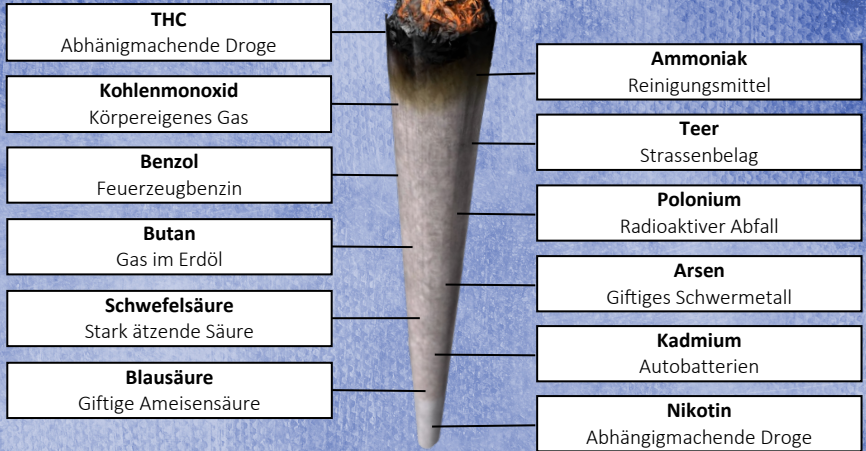 THC
Abhänigmachende Droge
Kohlenmonoxid
Körpereigenes Gas
Benzol
Feuerzeugbenzin
Butan
Gas im Erdöl
Schwefelsäure
Stark ätzende Säure
Blausäure
Giftige Ameisensäure
Ammoniak
Reinigungsmittel
Teer
Strassenbelag
Polonium
Radioaktiver Abfall
Arsen
Giftiges Schwermetall
Kadmium
Autobatterien
Nikotin
Abhängigmachende Droge